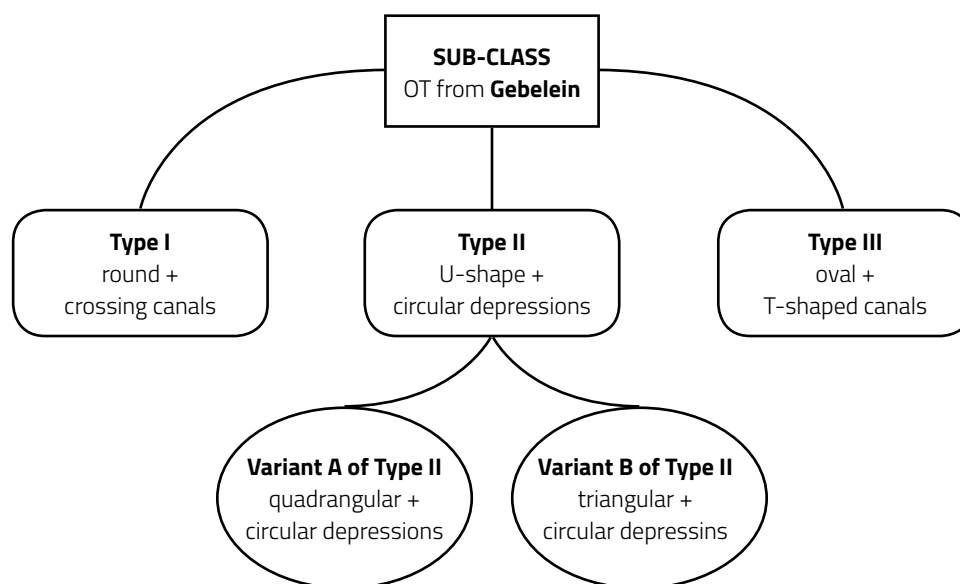 SUB-CLASS
OT from Gebelein
Type I
round +
crossing canals
Type II
U-shape +
circular depressions
Type III
oval +
T-shaped canals
Variant A of Type II
quadrangular +
circular depressions
Variant B of Type II
triangular +
circular depressins